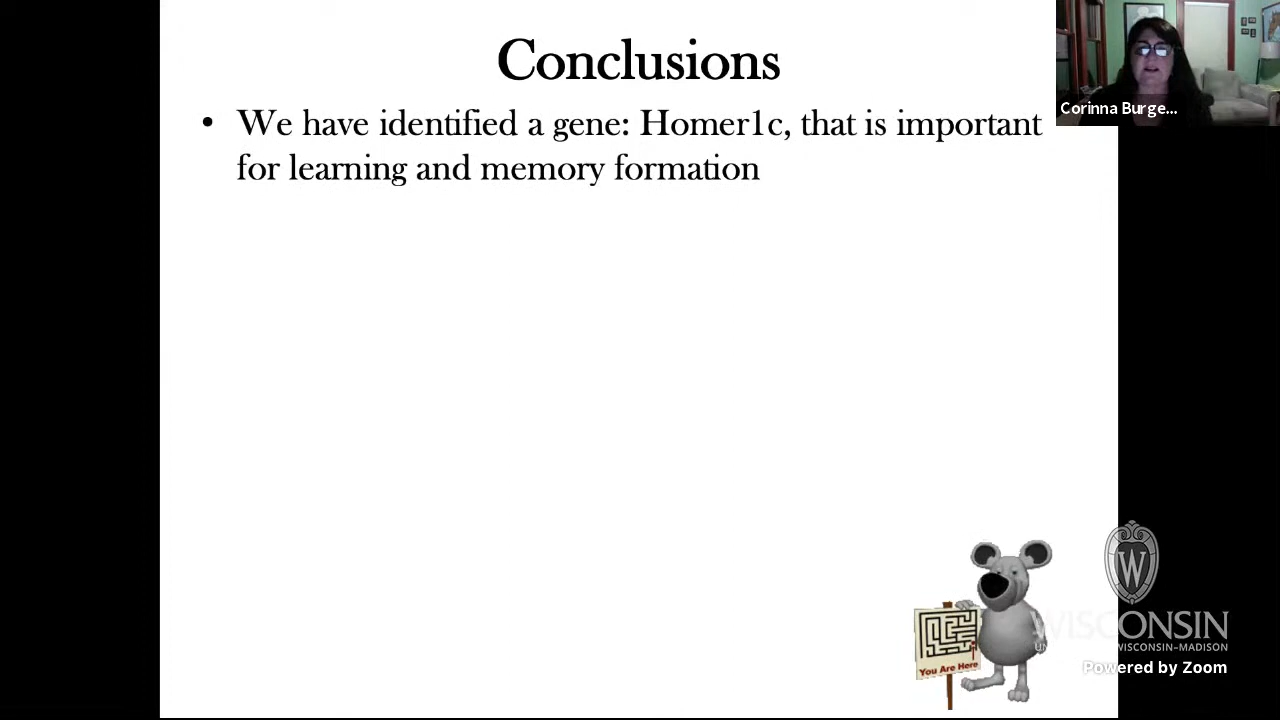 Conclusions
• We have identified a gene: Homer1c, that is important
for learning and memory formation
Corinna Burge...
You Are Here
W
WISCONSIN
WISCONSIN–MADISON
Powered by Zoom